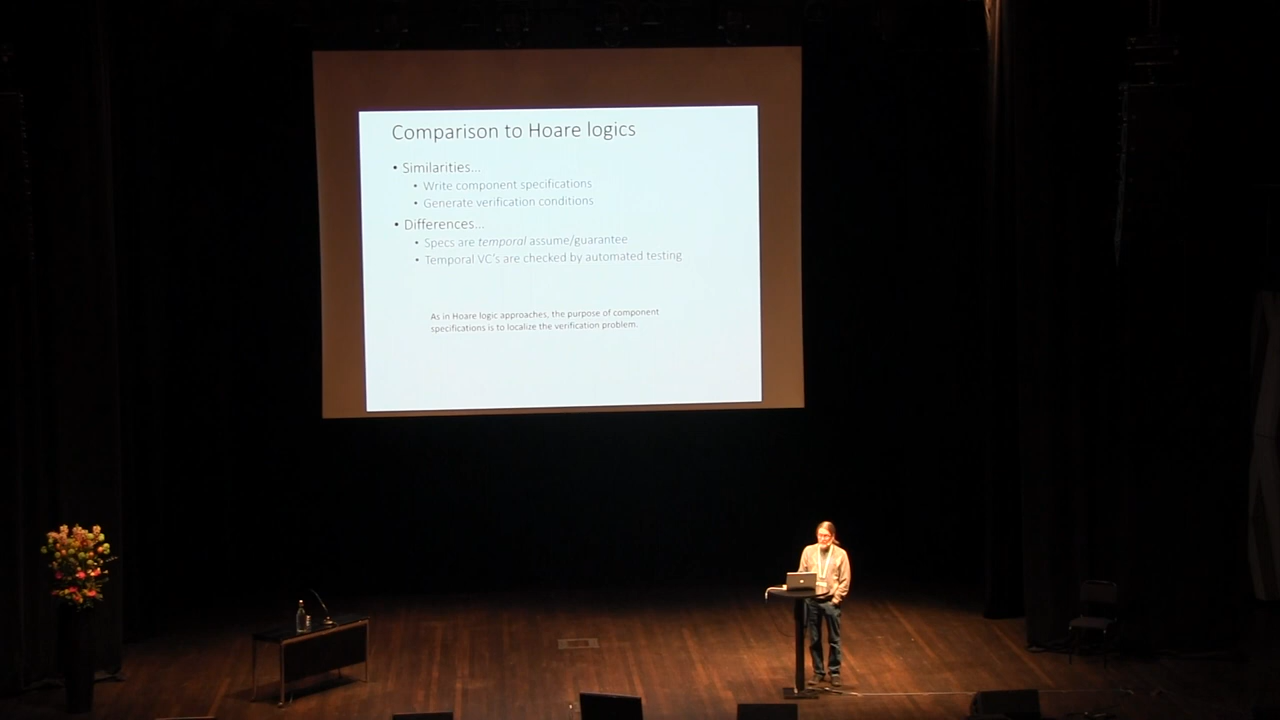 Comparison to Hoare logics
• Similarities...
• Write component specifications
• Generate verification conditions
• Differences...
• Specs are temporal assume/guarantee
• Temporal VC's are checked by automated testing
As in Hoare logic approaches, the purpose of component
specifications is to localize the verification problem.